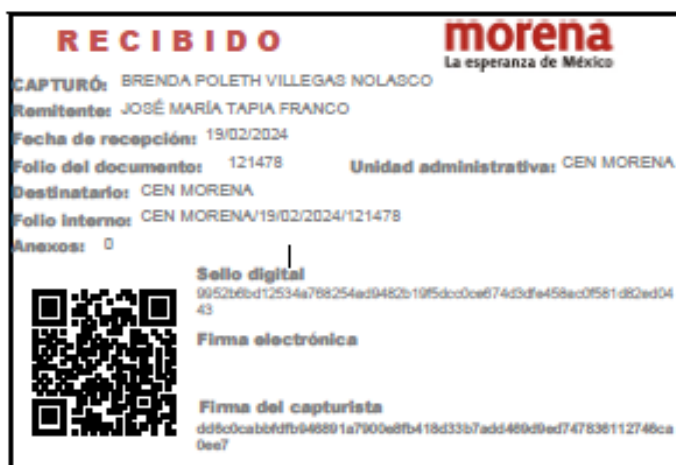 RECIBIDO
morena
La esperanza de México
CAPTURÓ: BRENDA POLETH VILLEGAS NOLASCO
Remitente: JOSÉ MARÍA TAPIA FRANCO
Fecha de recepción: 19/02/2024
Folio del documento: 121478 Unidad administrativa: CEN MORENA
Destinatario: CEN MORENA
Folio interno: CEN MORENA/19/02/2024/121478
Anexos: 0
Sello digital
43
Firma electrónica
Firma del capturista
0ee7